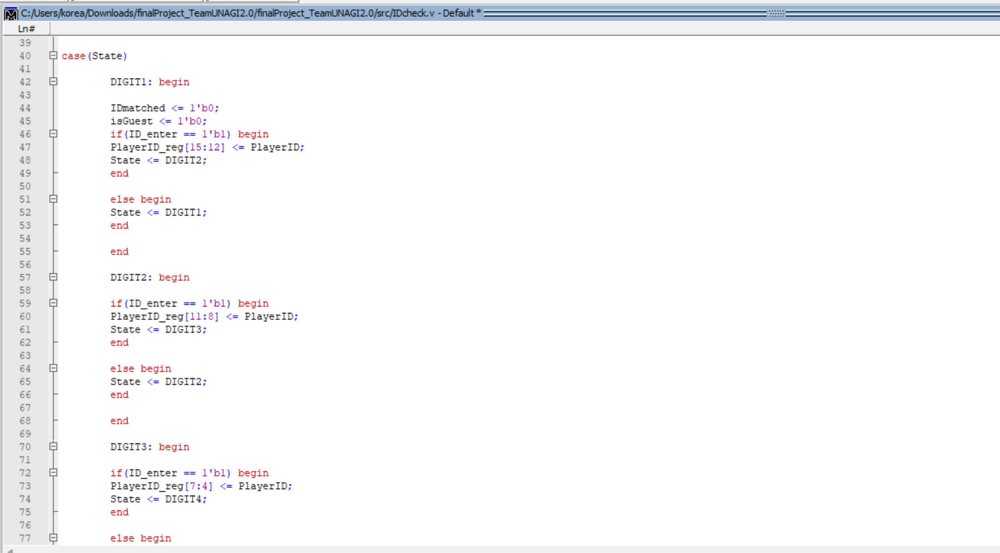 C:/Users/korea/Downloads/finalProject_TeamUNAGI2.0/finalProject_TeamUNAGI2.0/src/IDcheck.v - Default *
Ln#
39
40 case(State)
41
42 DIGIT1: begin
43
44 IDmatched <= 1'b0;
45 isGuest <= 1'b0;
46 if(ID_enter == 1'b1) begin
47 PlayerID_reg[15:12] <= PlayerID;
48 State <= DIGIT2;
49 end
50
51 else begin
52 State <= DIGIT1;
53 end
54
55 end
56
57 DIGIT2: begin
58
59 if(ID_enter == 1'b1) begin
60 PlayerID_reg[11:8] <= PlayerID;
61 State <= DIGIT3;
62 end
63
64 else begin
65 State <= DIGIT2;
66 end
67
68 end
69
70 DIGIT3: begin
71
72 if(ID_enter == 1'b1) begin
73 PlayerID_reg[7:4] <= PlayerID;
74 State <= DIGIT4;
75 end
76
77 else begin